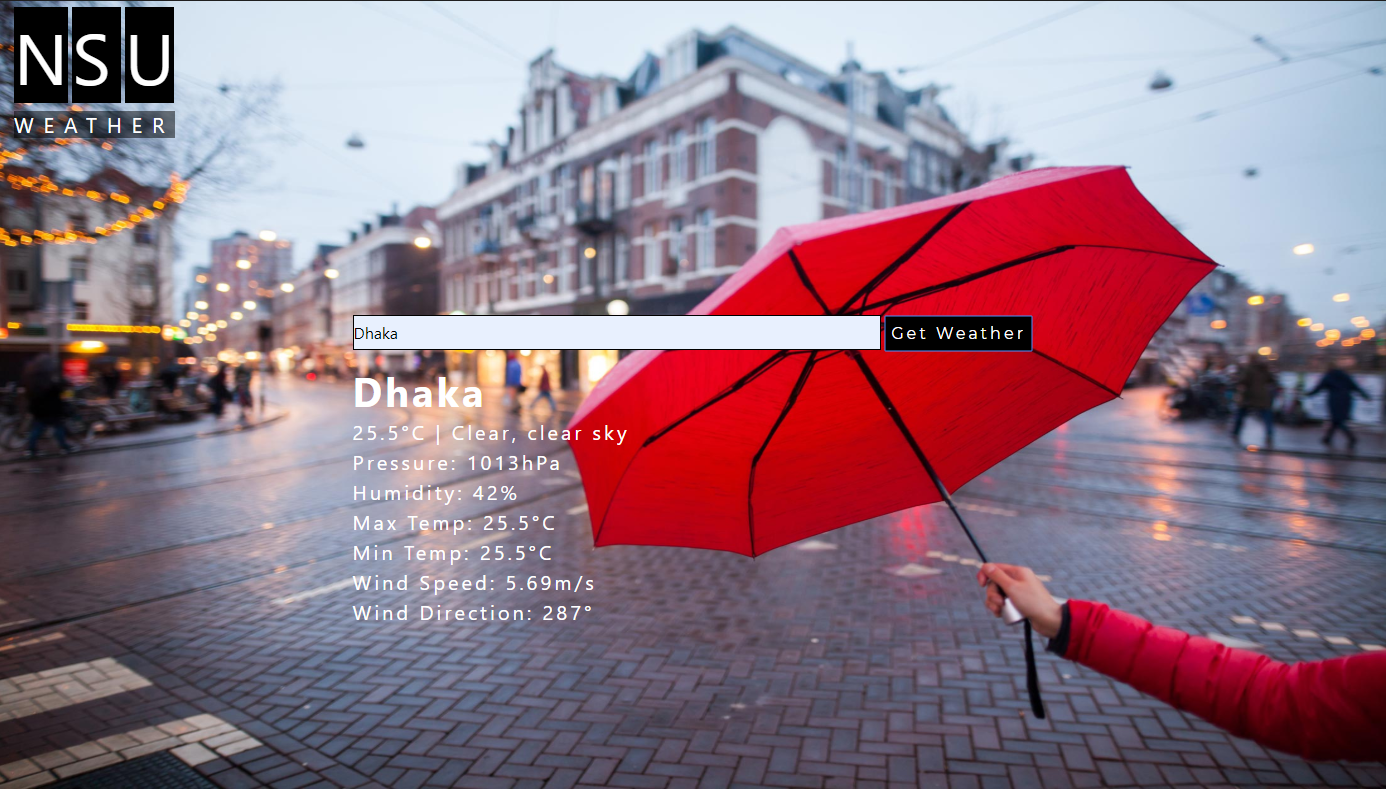 NSU
WEATHER
Dhaka
Get Weather
Dhaka
25.5°C | Clear, clear sky
Pressure: 1013hPa
Humidity: 42%
Max Temp: 25.5°C
Min Temp: 25.5°C
Wind Speed: 5.69m/s
Wind Direction: 287°